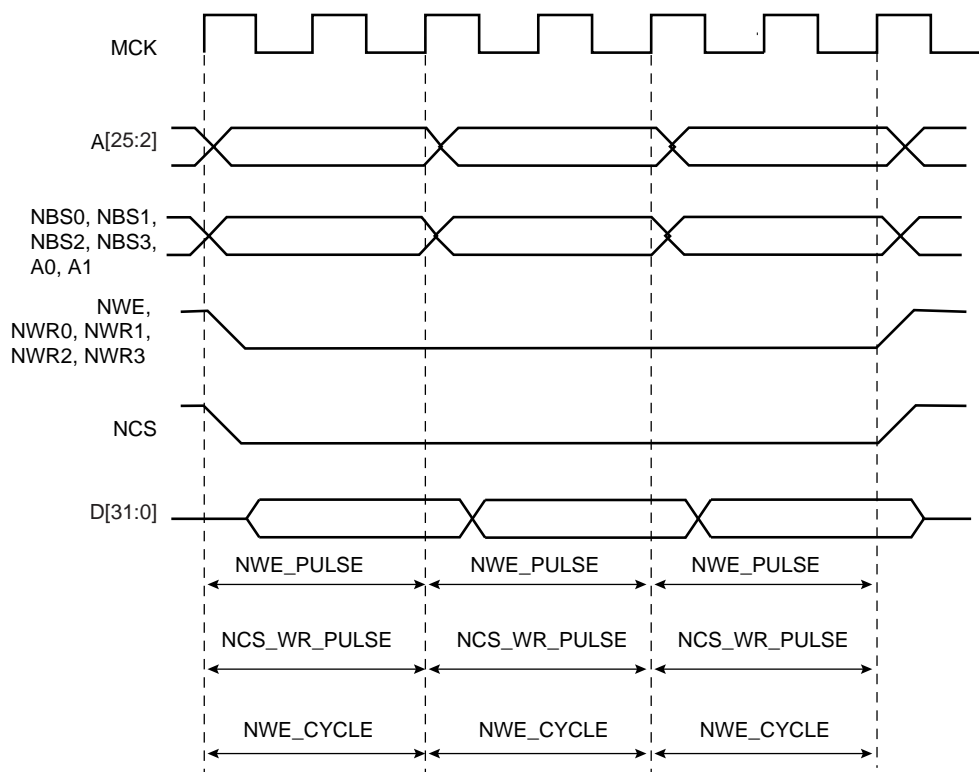 MCK
A[25:2]
NBS0, NBS1,
NBS2, NBS3,
A0, A1
NWE,
NWR0, NWR1,
NWR2, NWR3
NCS
D[31:0]
NWE_PULSE NWE_PULSE NWE_PULSE
NCS_WR_PULSE NCS_WR_PULSE NCS_WR_PULSE
NWE_CYCLE NWE_CYCLE NWE_CYCLE